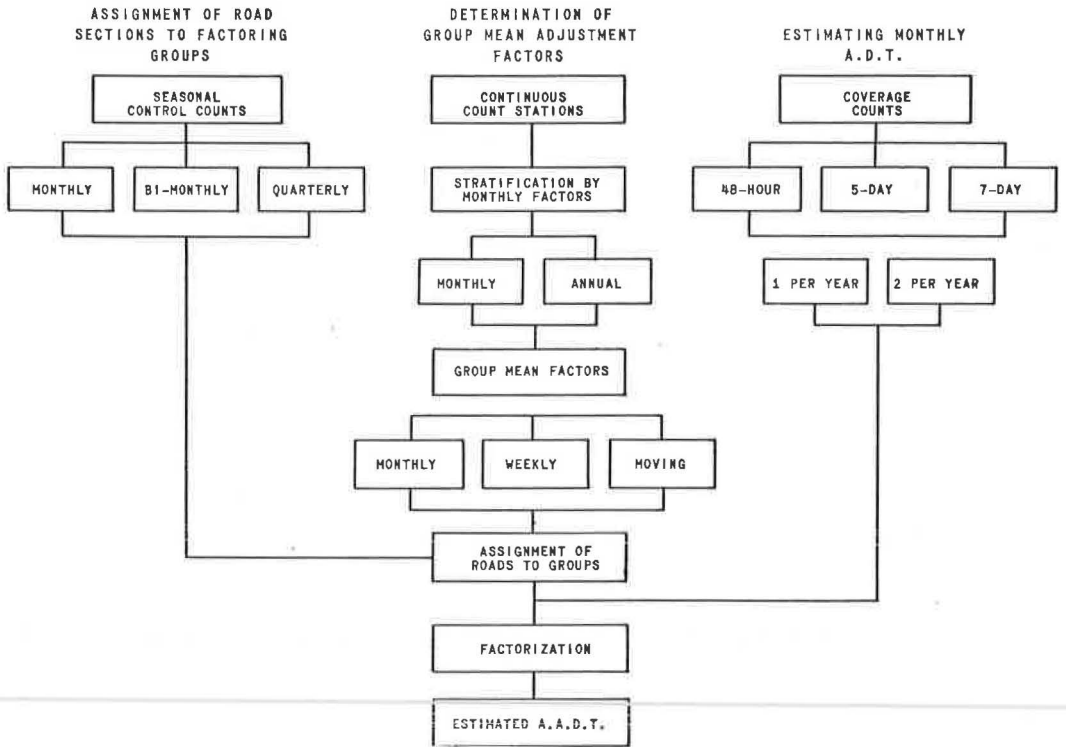 ASSIGNMENT OF ROAD
SECTIONS TO FACTORING
GROUPS
DETERMINATION OF
GROUP MEAN ADJUSTMENT
FACTORS
ESTIMATING MONTHLY
A.D.T.
SEASONAL
CONTROL COUNTS
CONTINUOUS
COUNT STATIONS
COVERAGE
COUNTS
MONTHLY
BI-MONTHLY
QUARTERLY
STRATIFICATION BY
MONTHLY FACTORS
48-HOUR
5-DAY
7-DAY
MONTHLY
ANNUAL
1 PER YEAR
2 PER YEAR
GROUP MEAN FACTORS
MONTHLY
WEEKLY
MOVING
ASSIGNMENT OF
ROADS TO GROUPS
FACTORIZATION
ESTIMATED A.A.D.T.